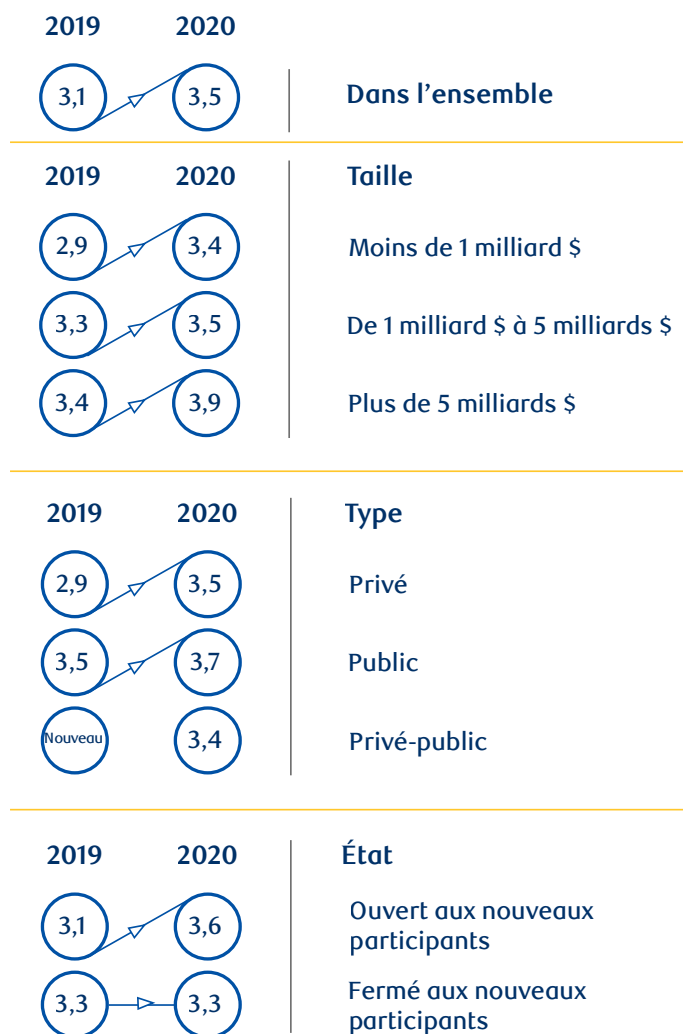 2019 2020
3,1 3,5 Dans l’ensemble
2019 2020 Taille
2,9 3,4 Moins de 1 milliard $
3,3 3,5 De 1 milliard $ à 5 milliards $
3,4 3,9 Plus de 5 milliards $
2019 2020 Type
2,9 3,5 Privé
3,5 3,7 Public
Nouveau 3,4 Privé-public
2019 2020 État
3,1 3,6 Ouvert aux nouveaux
participants
3,3 3,3 Fermé aux nouveaux
participants